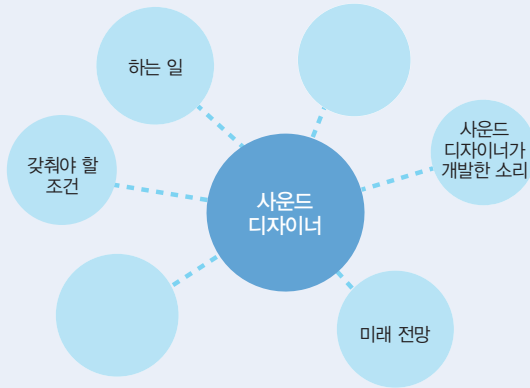 하는 일
사운드
디자이너가
개발한 소리
갖춰야 할
조건
사운드
디자이너
미래 전망